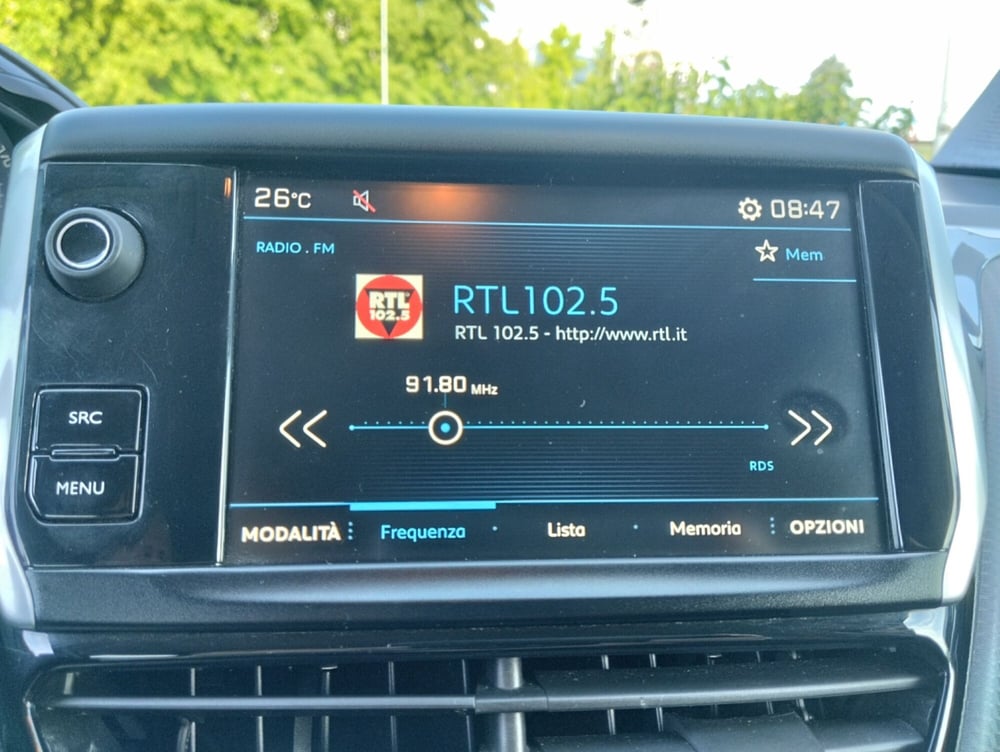 26°C
08:47
RADIO . FM
Mem
RTL
102.5
RTL102.5
RTL 102.5 - http://www.rtl.it
91.80 MHz
SRC
RDS
MENU
MODALITÀ
Frequenza
Lista
Memoria
OPZIONI